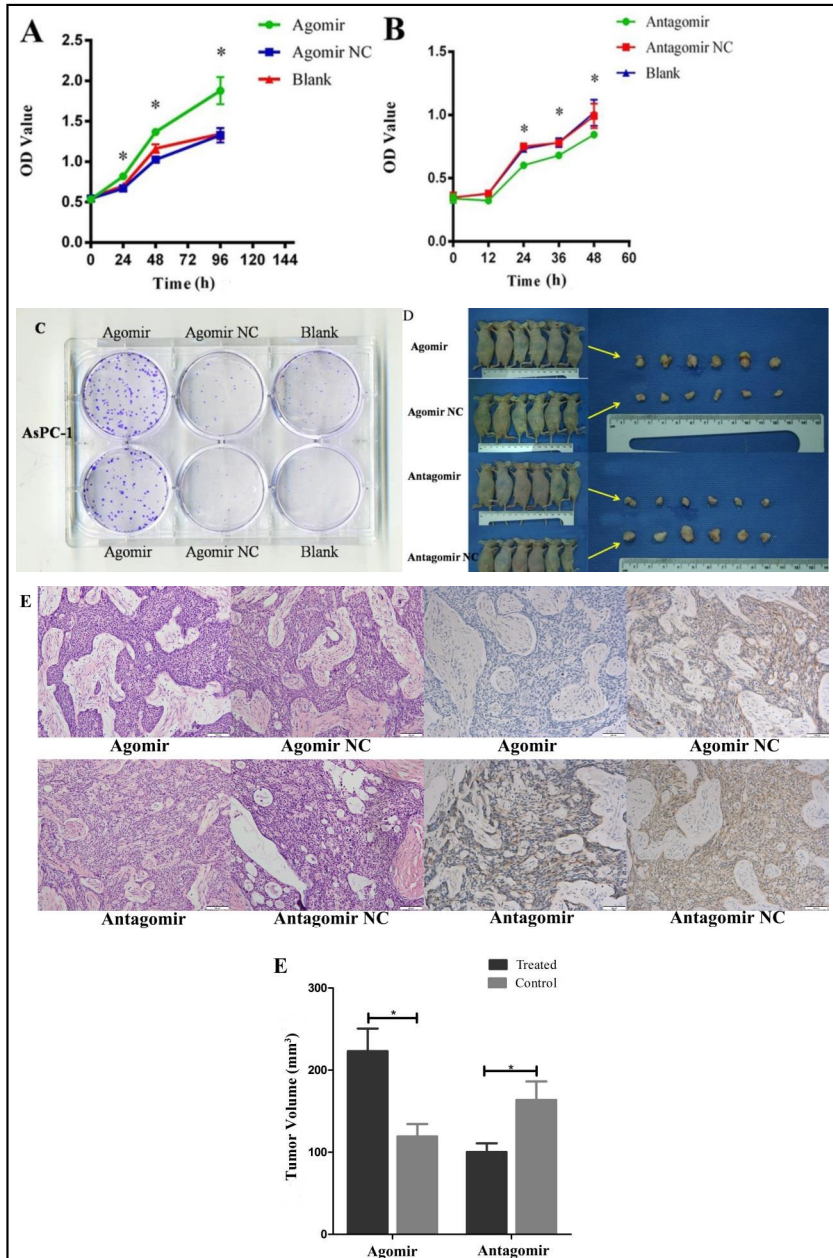 A
Agomir
Agomir NC
Blank
2.5
2.0
1.5
1.0
0.5
0.0
OD Value
0 24 48 72 96 120 144
Time (h)
* * *
B
Antagomir
Antagomir NC
Blank
1.5
1.0
0.5
0.0
OD Value
0 12 24 36 48 60
Time (h)
* * *
C
Agomir Agomir NC Blank
AsPC-1
Agomir Agomir NC Blank
D
Agomir
Agomir NC
Antagomir
Antagomir NC
E
Agomir Agomir NC Agomir Agomir NC
Antagomir Antagomir NC Antagomir Antagomir NC
E
Treated
Control
300
200
100
0
Tumor Volume (mm³)
* *
Agomir Antagomir